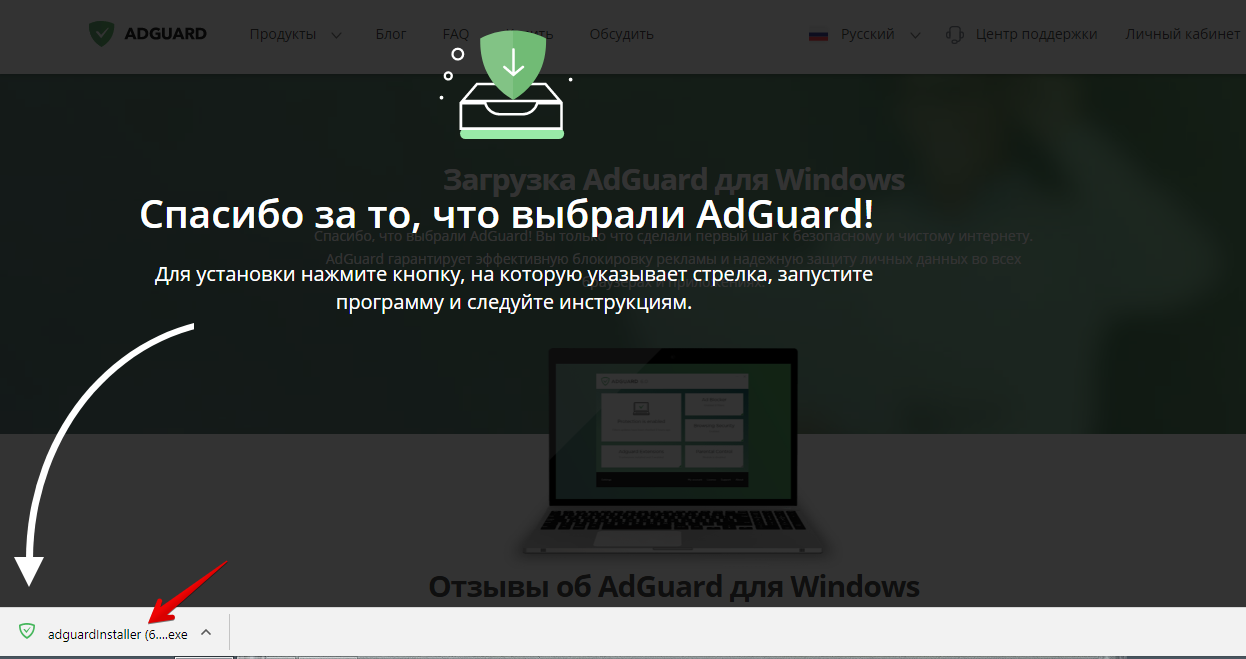 ADGUARD
Продукты
Блог
FAQ
Обсудить
Русский
Центр поддержки
Личный кабинет
Загрузка AdGuard для Windows
Спасибо за то, что выбрали AdGuard!
Спасибо, что выбрали AdGuard! Вы только что сделали первый шаг к безопасному и чистому интернету.
AdGuard гарантирует эффективную блокировку рекламы и надежную защиту личных данных во всех
Для установки нажмите кнопку, на которую указывает стрелка, запустите
программу и следуйте инструкциям.
Отзывы об AdGuard для Windows
adguardInstaller (6....exe